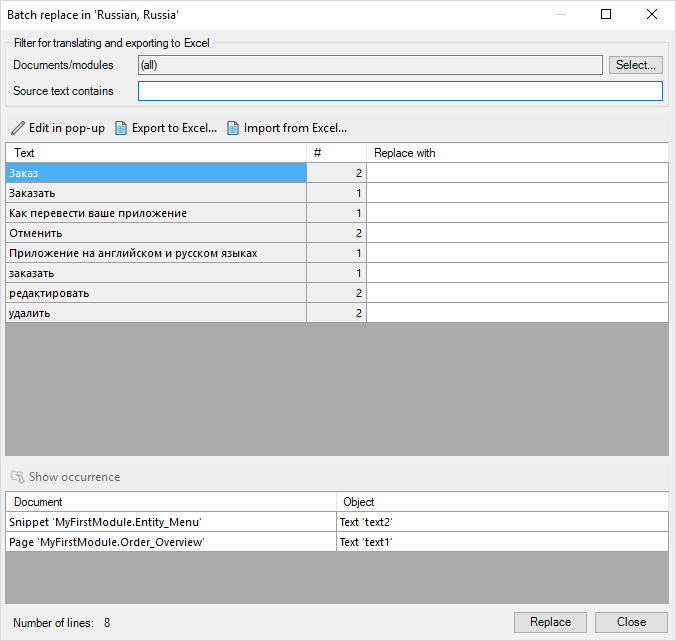 Batch replace in 'Russian, Russia'
Filter for translating and exporting to Excel
Documents/modules (all) Select...
Source text contains
Edit in pop-up Export to Excel... Import from Excel...
Text # Replace with
Заказ 2
Заказать 1
Как перевести ваше приложение 1
Отменить 2
Приложение на английском и русском языках 1
заказать 1
редактировать 2
удалить 2
Show occurrence
Document Object
Snippet 'MyFirstModule.Entity_Menu' Text 'text2'
Page 'MyFirstModule.Order_Overview' Text 'text1'
Number of lines: 8 Replace Close